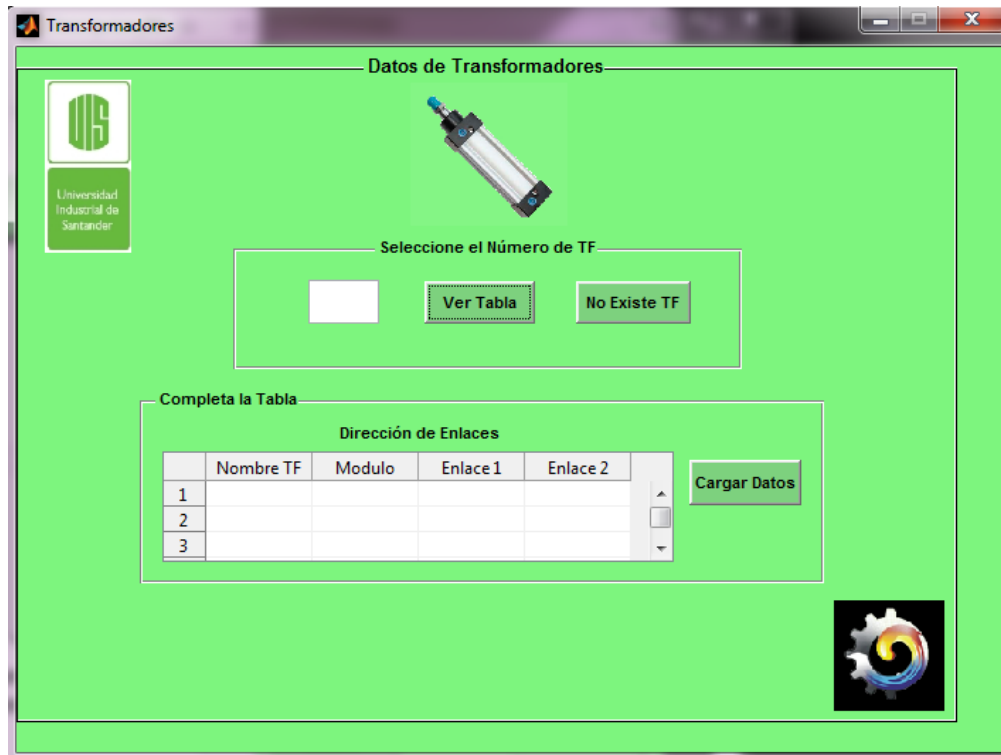 Transformadores
Datos de Transformadores
UIS
Universidad
Industrial de
Santander
Seleccione el Número de TF
Ver Tabla
No Existe TF
Completa la Tabla
Dirección de Enlaces
Nombre TF Modulo Enlace 1 Enlace 2
Cargar Datos
1
2
3